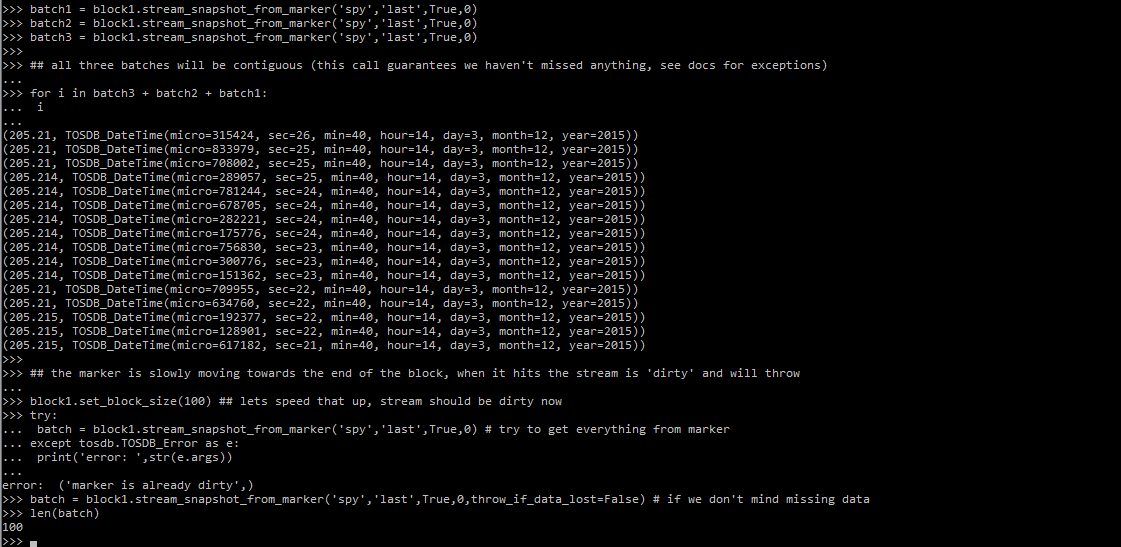 >>> batch1 = block1.stream_snapshot_from_marker('spy','last',True,0)
>>> batch2 = block1.stream_snapshot_from_marker('spy','last',True,0)
>>> batch3 = block1.stream_snapshot_from_marker('spy','last',True,0)
>>>
>>> ## all three batches will be contiguous (this call guarantees we haven't missed anything, see docs for exceptions)
...
>>> for i in batch3 + batch2 + batch1:
...  i
...
(205.21, TOSDB_DateTime(micro=315424, sec=26, min=40, hour=14, day=3, month=12, year=2015))
(205.21, TOSDB_DateTime(micro=833979, sec=25, min=40, hour=14, day=3, month=12, year=2015))
(205.21, TOSDB_DateTime(micro=708002, sec=25, min=40, hour=14, day=3, month=12, year=2015))
(205.214, TOSDB_DateTime(micro=289057, sec=25, min=40, hour=14, day=3, month=12, year=2015))
(205.214, TOSDB_DateTime(micro=781244, sec=24, min=40, hour=14, day=3, month=12, year=2015))
(205.214, TOSDB_DateTime(micro=678705, sec=24, min=40, hour=14, day=3, month=12, year=2015))
(205.214, TOSDB_DateTime(micro=282221, sec=24, min=40, hour=14, day=3, month=12, year=2015))
(205.214, TOSDB_DateTime(micro=175776, sec=24, min=40, hour=14, day=3, month=12, year=2015))
(205.214, TOSDB_DateTime(micro=756830, sec=23, min=40, hour=14, day=3, month=12, year=2015))
(205.214, TOSDB_DateTime(micro=300776, sec=23, min=40, hour=14, day=3, month=12, year=2015))
(205.214, TOSDB_DateTime(micro=151362, sec=23, min=40, hour=14, day=3, month=12, year=2015))
(205.21, TOSDB_DateTime(micro=709955, sec=22, min=40, hour=14, day=3, month=12, year=2015))
(205.21, TOSDB_DateTime(micro=634760, sec=22, min=40, hour=14, day=3, month=12, year=2015))
(205.215, TOSDB_DateTime(micro=192377, sec=22, min=40, hour=14, day=3, month=12, year=2015))
(205.215, TOSDB_DateTime(micro=128901, sec=22, min=40, hour=14, day=3, month=12, year=2015))
(205.215, TOSDB_DateTime(micro=617182, sec=21, min=40, hour=14, day=3, month=12, year=2015))
>>>
>>> ## the marker is slowly moving towards the end of the block, when it hits the stream is 'dirty' and will throw
...
>>> block1.set_block_size(100) ## lets speed that up, stream should be dirty now
>>> try:
...  batch = block1.stream_snapshot_from_marker('spy','last',True,0) # try to get everything from marker
... except tosdb.TOSDB_Error as e:
...  print('error: ',str(e.args))
...
error:  ('marker is already dirty',)
>>> batch = block1.stream_snapshot_from_marker('spy','last',True,0,throw_if_data_lost=False) # if we don't mind missing data
>>> len(batch)
100
>>>